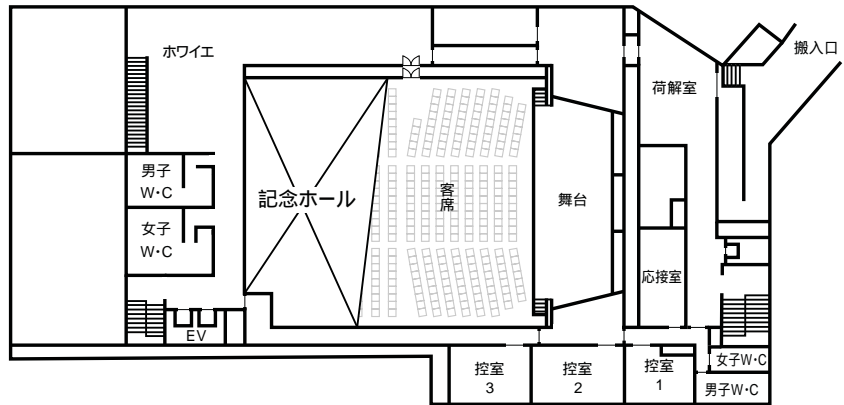 ホワイエ
搬入口
荷解室
男子
W・C
女子
W・C
記念ホール
客席
舞台
応接室
EV
控室
3
控室
2
控室
1
女子W・C
男子W・C